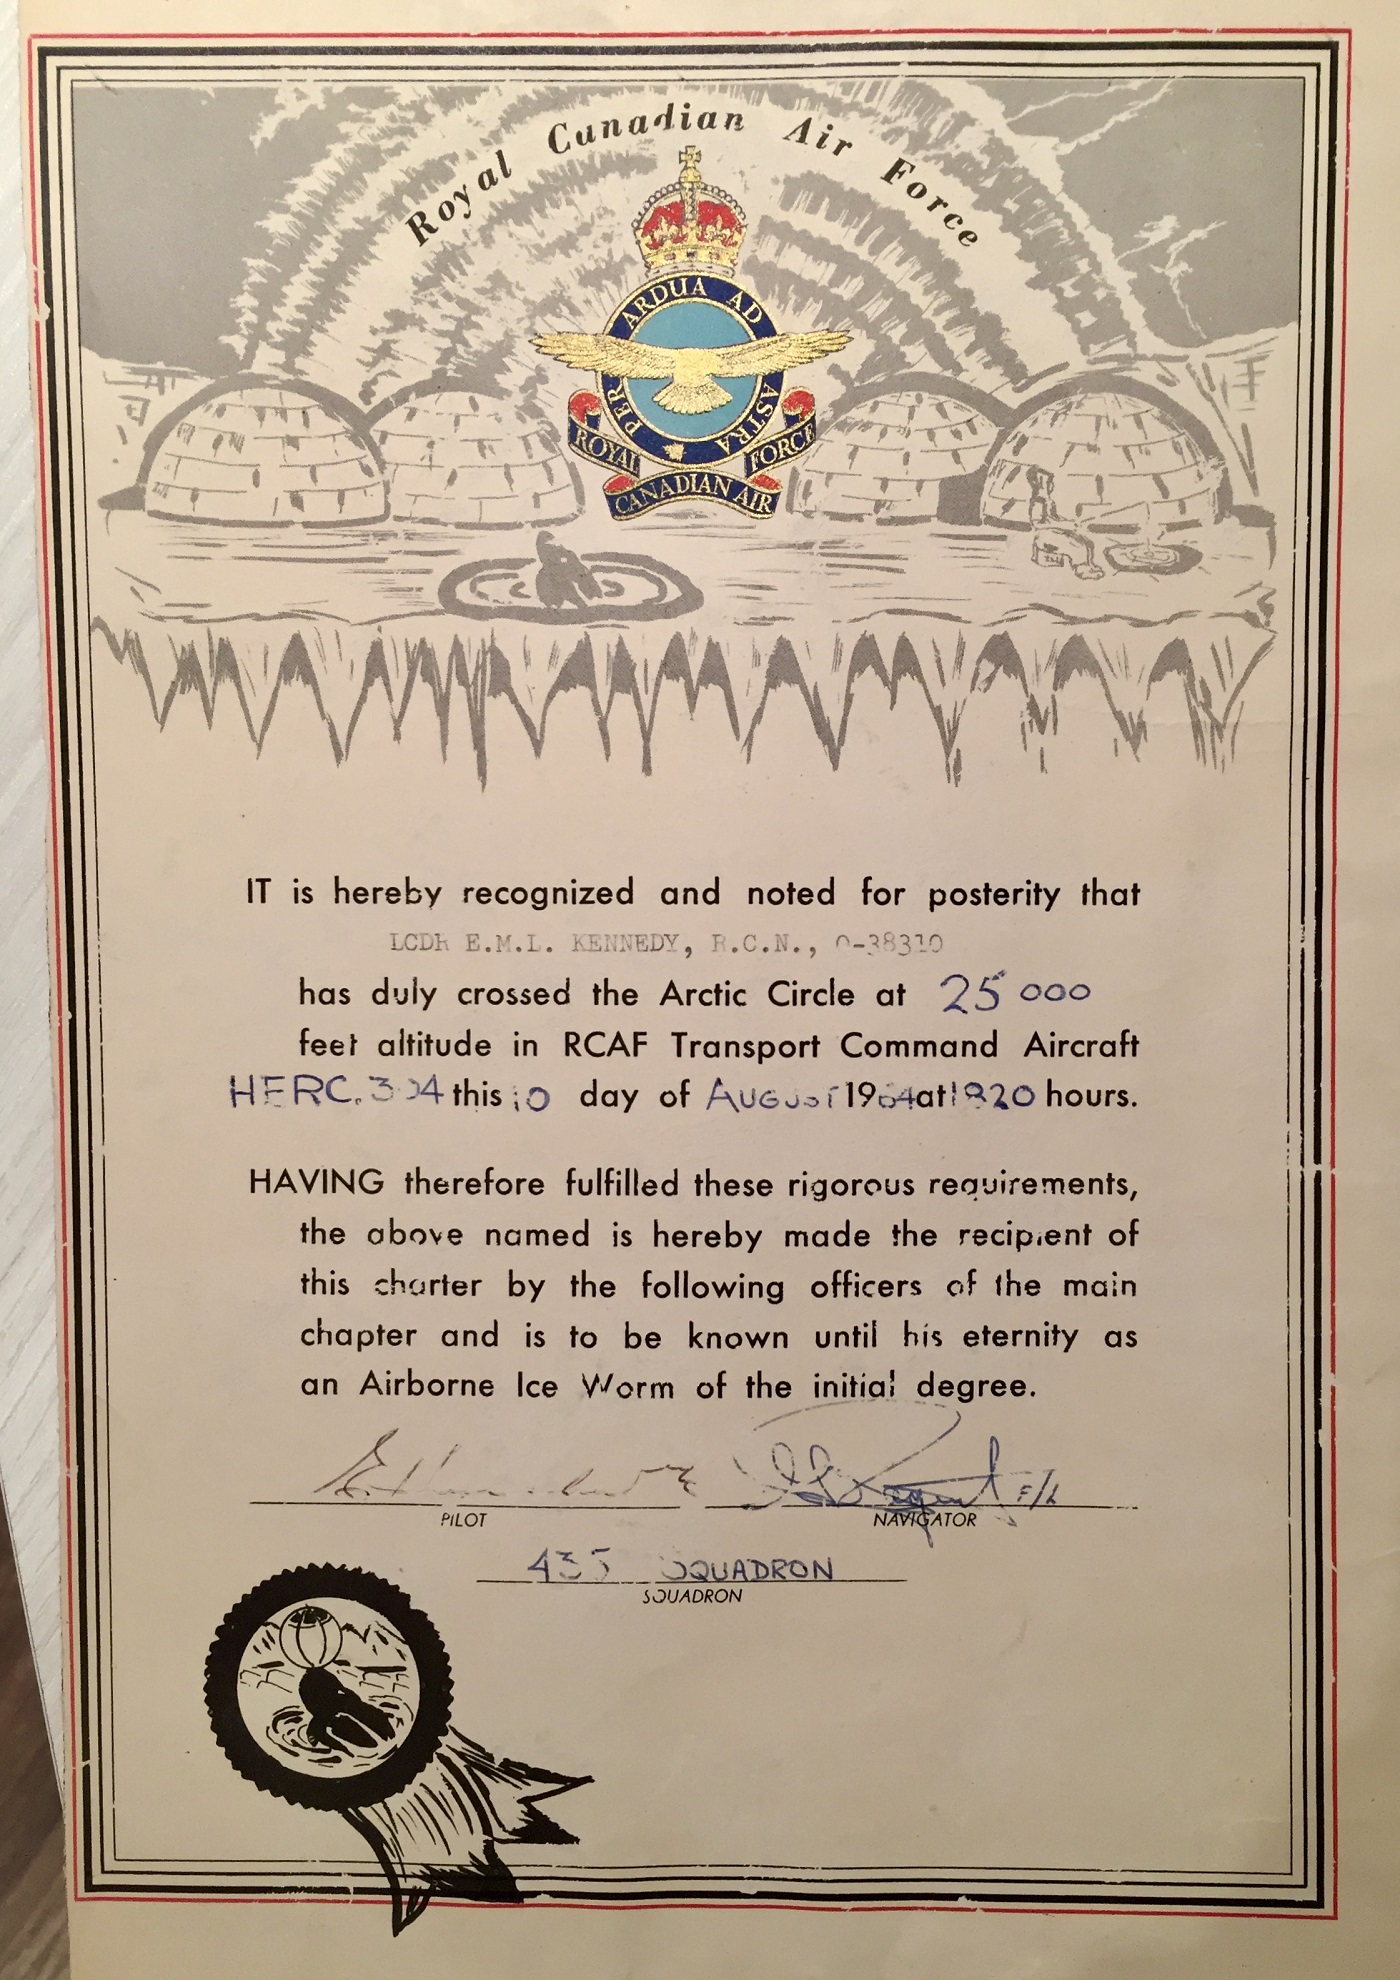 Royal Canadian Air Force
PER ARDUA AD ASTRA
ROYAL CANADIAN AIR FORCE
IT is hereby recognized and noted for posterity that
LCDR E.M.L. KENNEDY, R.C.N., O-38310
has duly crossed the Arctic Circle at 25 000
feet altitude in RCAF Transport Command Aircraft
HERC. 304 this 10 day of AUGUST 1964 at 1820 hours.
HAVING therefore fulfilled these rigorous requirements,
the above named is hereby made the recipient of
this charter by the following officers of the main
chapter and is to be known until his eternity as
an Airborne Ice Worm of the initial degree.
F/L
PILOT NAVIGATOR
435 SQUADRON
SQUADRON